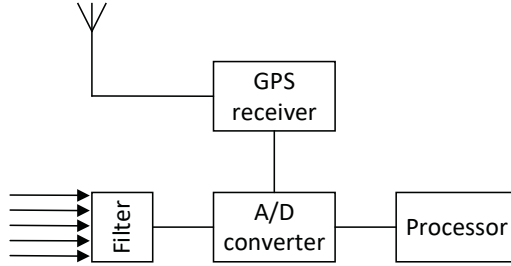 GPS
receiver
Filter
A/D
converter
Processor